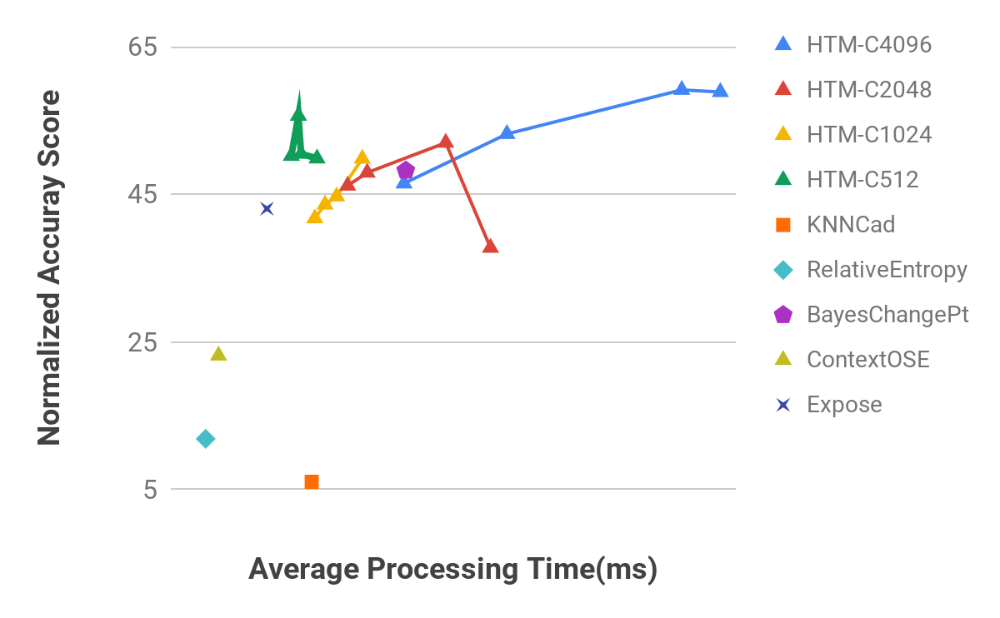 65
45
25
5
Normalized Accuray Score
Average Processing Time(ms)
HTM-C4096
HTM-C2048
HTM-C1024
HTM-C512
KNNCad
RelativeEntropy
BayesChangePt
ContextOSE
Expose